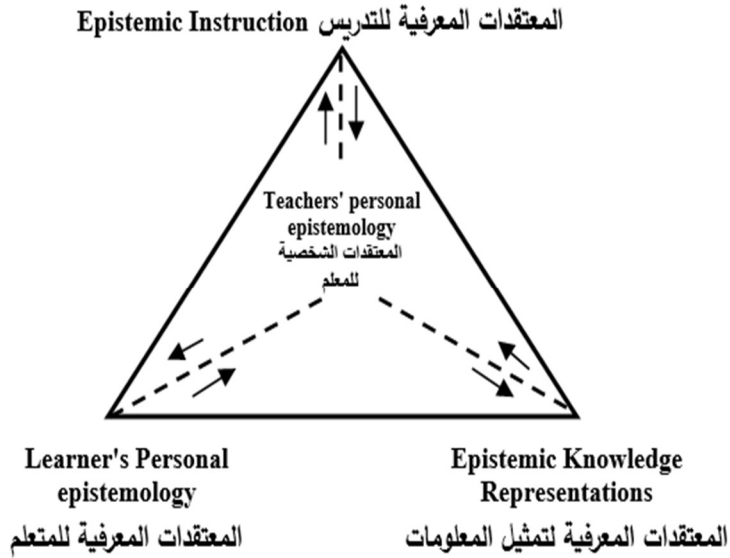 Epistemic Instruction المعتقدات المعرفية للتدريس
Teachers' personal
epistemology
المعتقدات الشخصية
للمعلم
Learner's Personal
epistemology
المعتقدات المعرفية للمتعلم
Epistemic Knowledge
Representations
المعتقدات المعرفية لتمثيل المعلومات